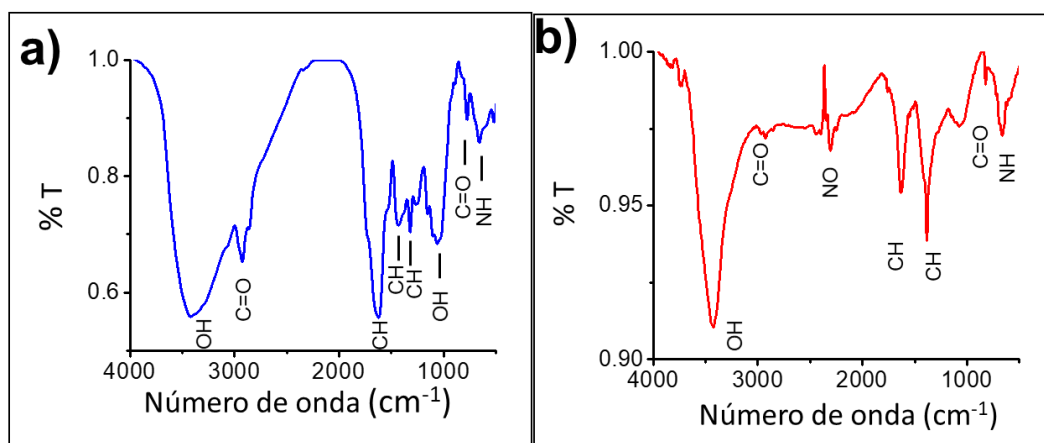 a)
1.0
0.8
0.6
% T
OH
C=O
CH
CH
CH
OH
C=O
NH
4000
3000
2000
1000
Número de onda (cm⁻¹)
b)
1.00
0.95
0.90
% T
OH
C=O
NO
CH
CH
C=O
NH
4000
3000
2000
1000
Número de onda (cm⁻¹)